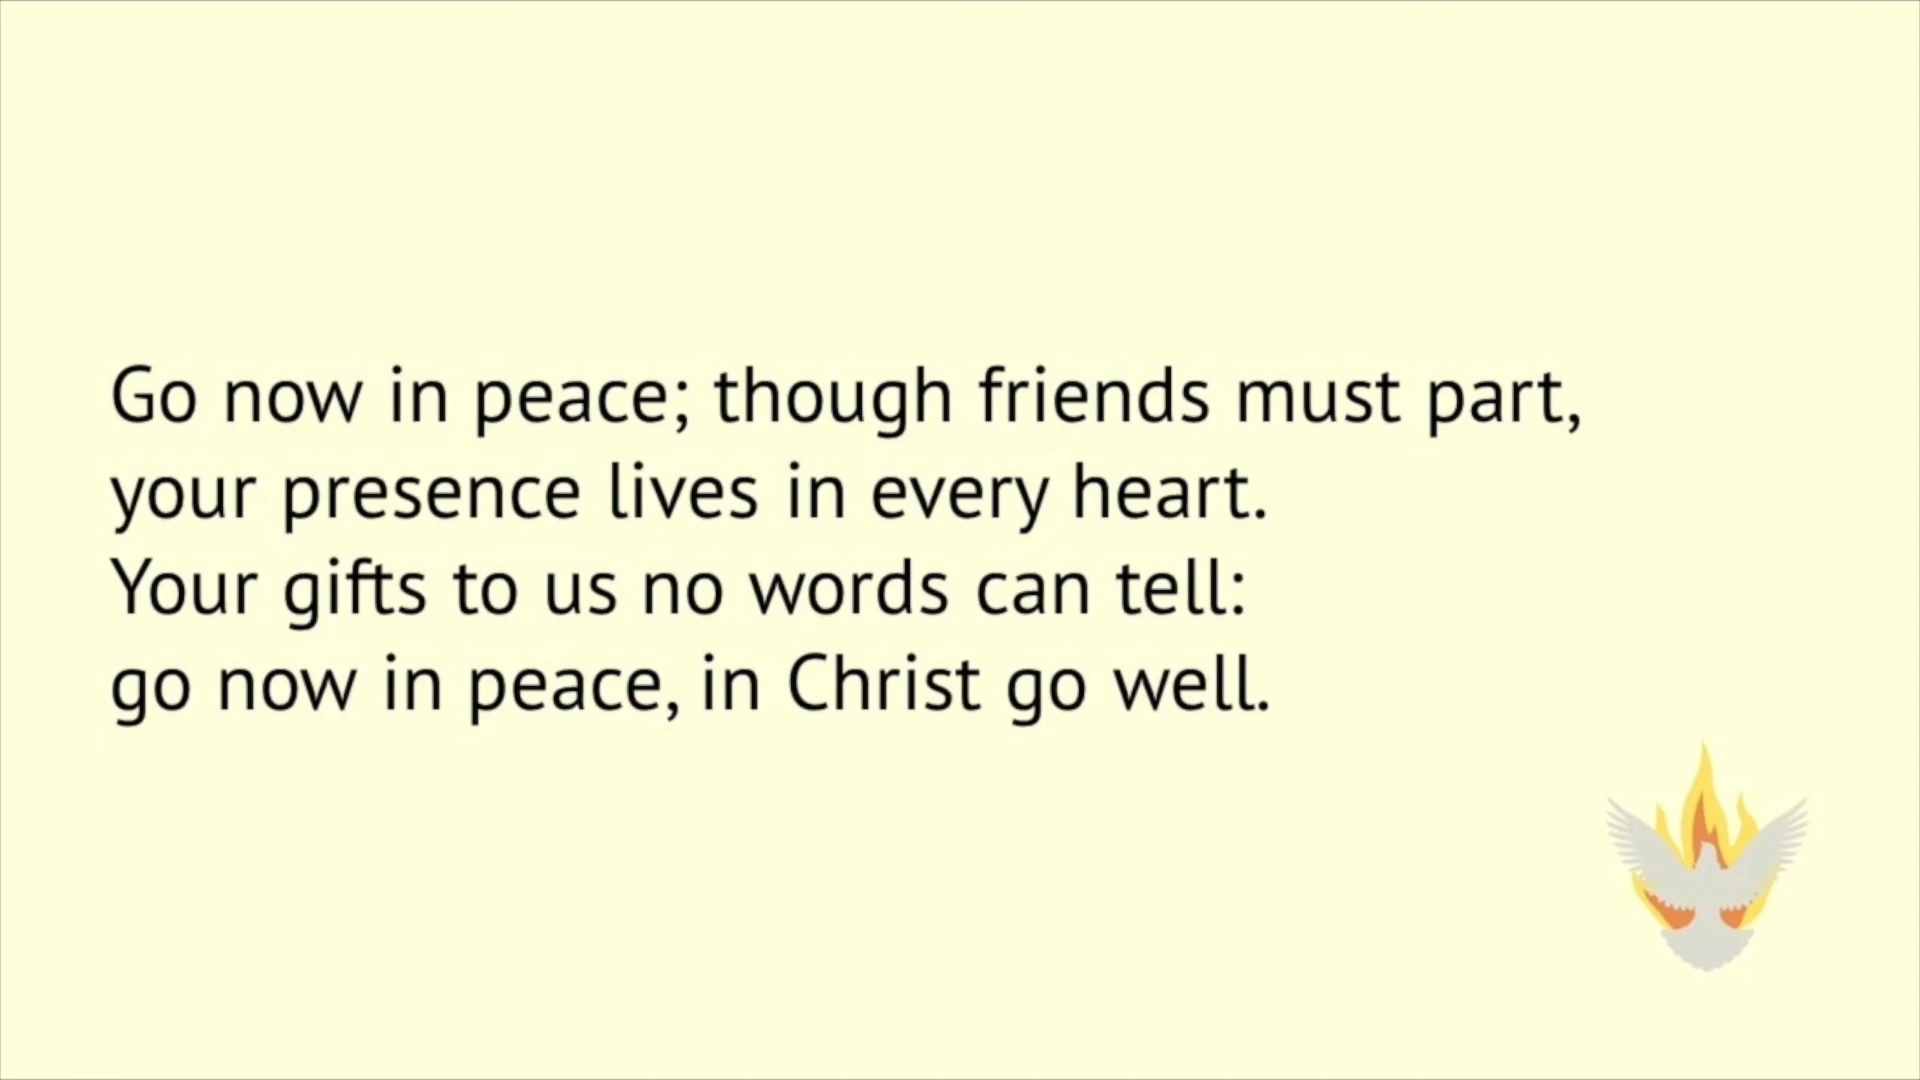 Go now in peace; though friends must part,
your presence lives in every heart.
Your gifts to us no words can tell:
go now in peace, in Christ go well.